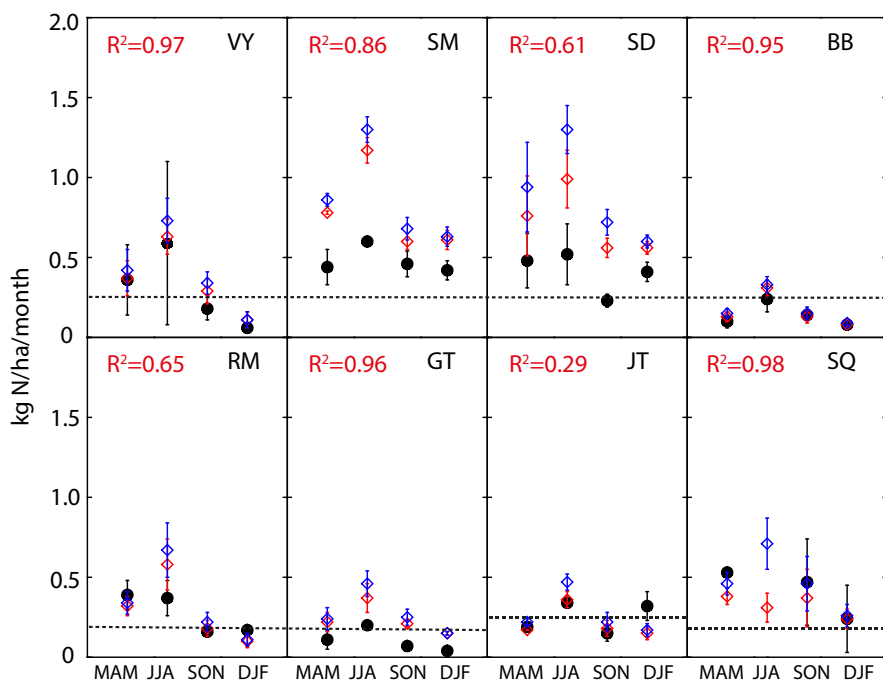 2.0
R²=0.97 VY R²=0.86 SM R²=0.61 SD R²=0.95 BB
1.5
1.0
0.5
0
R²=0.65 RM R²=0.96 GT R²=0.29 JT R²=0.98 SQ
1.5
1.0
0.5
0
MAM JJA SON DJF MAM JJA SON DJF MAM JJA SON DJF MAM JJA SON DJF
kg N/ha/month